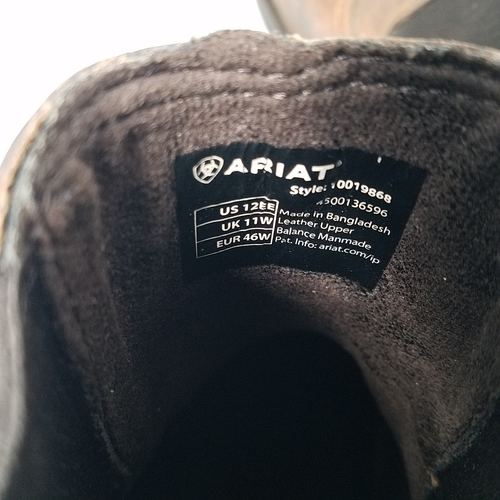 ARIAT
Style: 10019868
4500136596
US 12EE
UK 11W
EUR 46W
Made in Bangladesh
Leather Upper
Balance Manmade
Pat. Info: ariat.com/ip